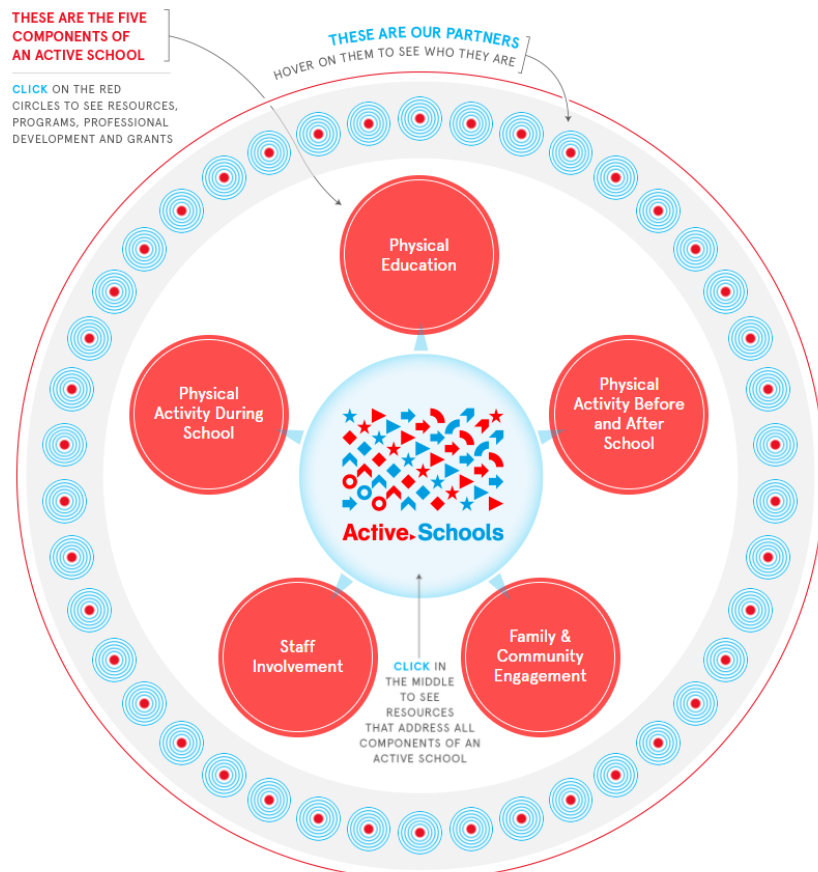 THESE ARE THE FIVE
COMPONENTS OF
AN ACTIVE SCHOOL
CLICK ON THE RED
CIRCLES TO SEE RESOURCES,
PROGRAMS, PROFESSIONAL
DEVELOPMENT AND GRANTS
THESE ARE OUR PARTNERS
HOVER ON THEM TO SEE WHO THEY ARE
Physical
Education
Physical
Activity During
School
Physical
Activity Before
and After
School
Active Schools
Staff
Involvement
Family &
Community
Engagement
CLICK IN
THE MIDDLE
TO SEE
RESOURCES
THAT ADDRESS ALL
COMPONENTS OF AN
ACTIVE SCHOOL